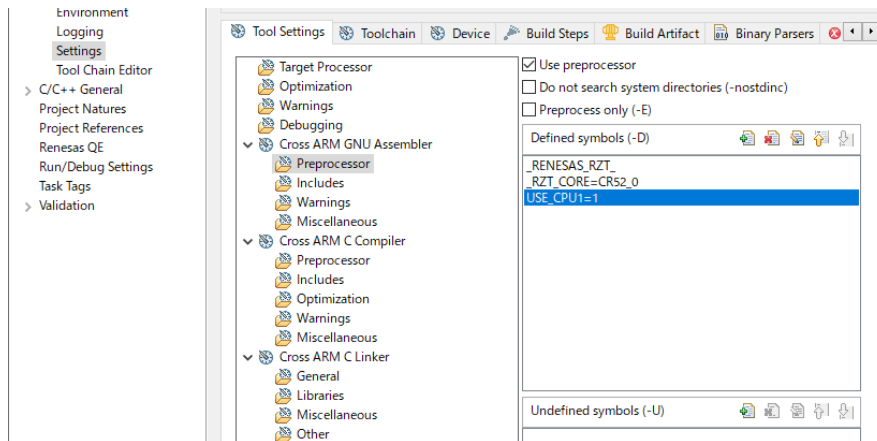 Environment
Logging
Settings
Tool Chain Editor
C/C++ General
Project Natures
Project References
Renesas QE
Run/Debug Settings
Task Tags
Validation
Tool Settings
Toolchain
Device
Build Steps
Build Artifact
Binary Parsers
Target Processor
Optimization
Warnings
Debugging
Cross ARM GNU Assembler
Preprocessor
Includes
Warnings
Miscellaneous
Cross ARM C Compiler
Preprocessor
Includes
Optimization
Warnings
Miscellaneous
Cross ARM C Linker
General
Libraries
Miscellaneous
Other
Use preprocessor
Do not search system directories (-nostdinc)
Preprocess only (-E)
Defined symbols (-D)
_RENESAS_RZT_
_RZT_CORE=CR52_0
USE_CPU1=1
Undefined symbols (-U)